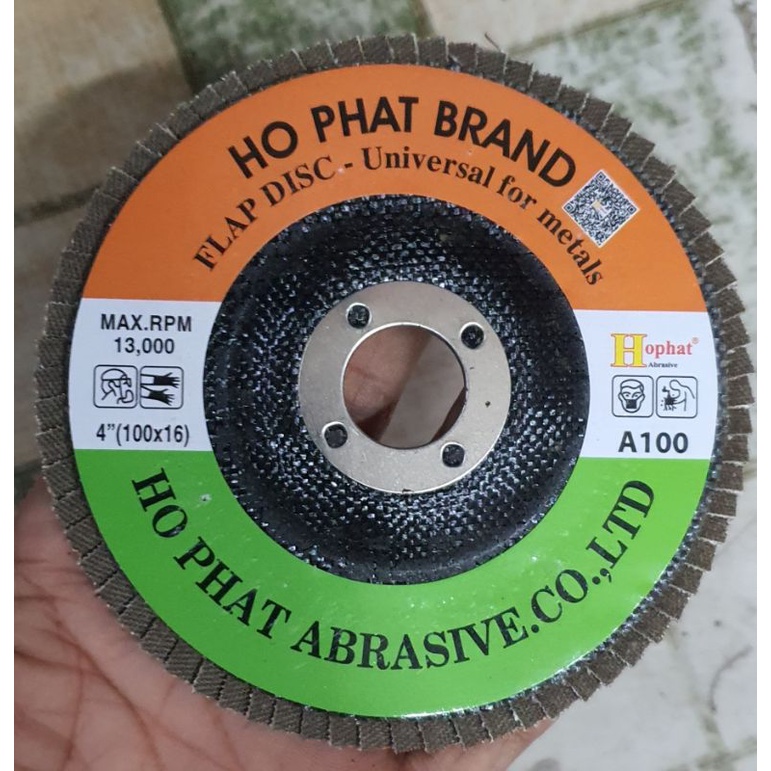 HO PHAT BRAND
FLAP DISC - Universal for metals
MAX.RPM
13,000
4"(100x16)
Hophat®
Abrasive
A100
HO PHAT ABRASIVE.CO.,LTD